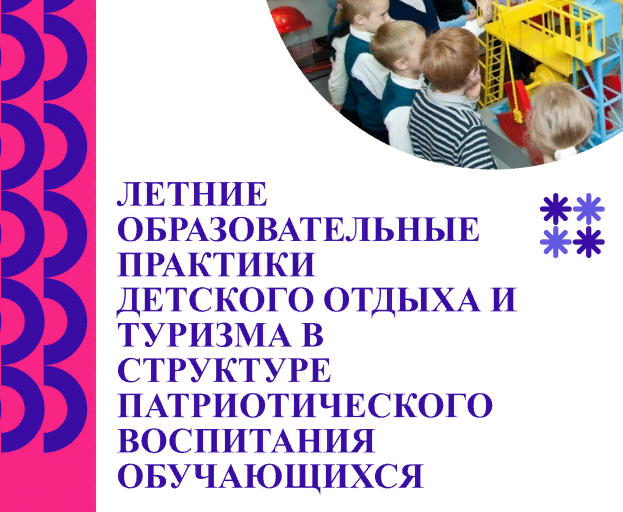 ЛЕТНИЕ
ОБРАЗОВАТЕЛЬНЫЕ
ПРАКТИКИ
ДЕТСКОГО ОТДЫХА И
ТУРИЗМА В
СТРУКТУРЕ
ПАТРИОТИЧЕСКОГО
ВОСПИТАНИЯ
ОБУЧАЮЩИХСЯ